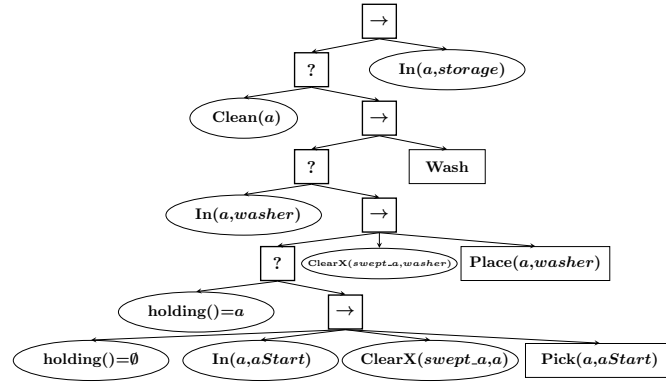 →
? In(a,storage)
Clean(a) →
? Wash
In(a,washer) →
? ClearX(swept_a,washer) Place(a,washer)
holding()=a →
holding()=∅ In(a,aStart) ClearX(swept_a,a) Pick(a,aStart)